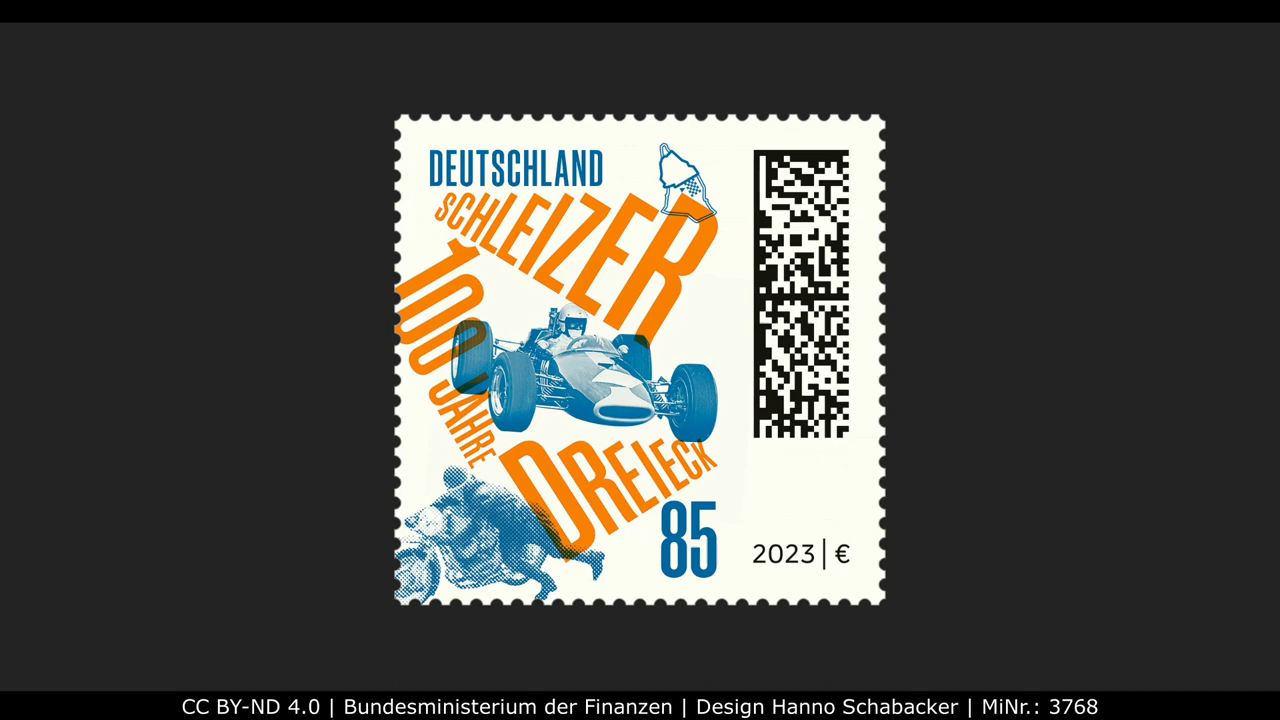 DEUTSCHLAND
SCHLEIZER
100 JAHRE
DREIECK
85
2023|€
CC BY-ND 4.0 | Bundesministerium der Finanzen | Design Hanno Schabacker | MiNr.: 3768